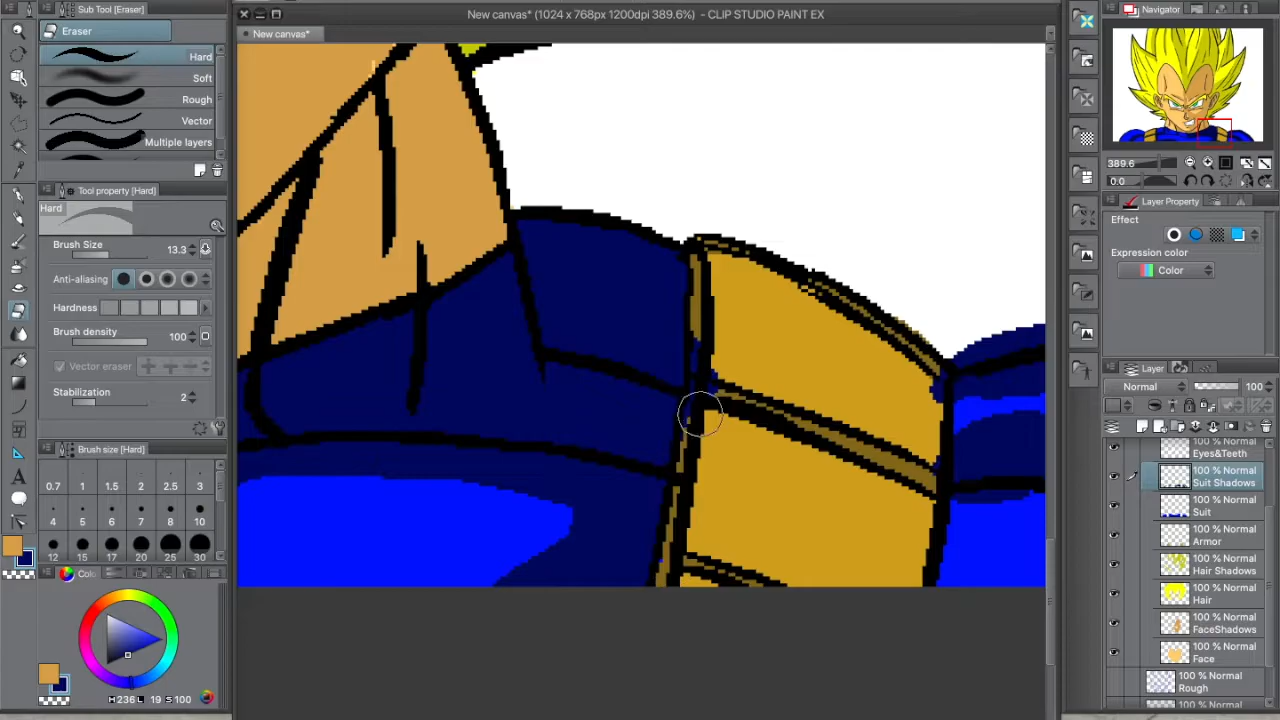 Sub Tool [Eraser]
Eraser
Hard
Soft
Rough
Vector
Multiple layers
Tool property [Hard]
Hard
Brush Size 13.3
Anti-aliasing
Hardness
Brush density 100
Vector eraser
Stabilization 2
Brush size [Hard]
0.7 1 1.5 2 2.5 3
4 5 6 7 8 10
12 15 17 20 25 30
Colo
H 236 L 19 S 100
New canvas* (1024 x 768px 1200dpi 389.6%) - CLIP STUDIO PAINT EX
New canvas*
Navigator
389.6
0.0
Layer Property
Effect
Expression color
Color
Layer
Normal 100
100 % Normal
Eyes&Teeth
100 % Normal
Suit Shadows
100 % Normal
Suit
100 % Normal
Armor
100 % Normal
Hair Shadows
100 % Normal
Hair
100 % Normal
FaceShadows
100 % Normal
Face
100 % Normal
Rough
100 % Normal